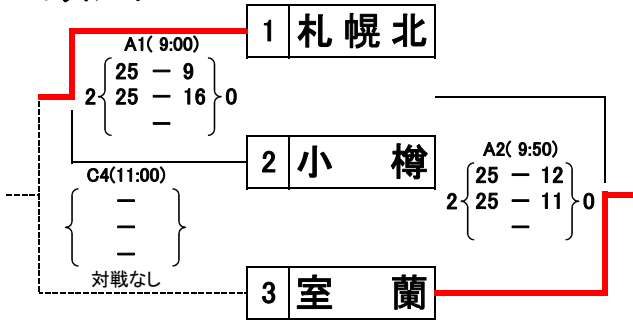 1 札幌北
A1( 9:00)
2 25 － 9 0
25 － 16
－
2 小樽
C4(11:00)
－
－
－
対戦なし
A2( 9:50)
2 25 － 12 0
25 － 11
－
3 室蘭